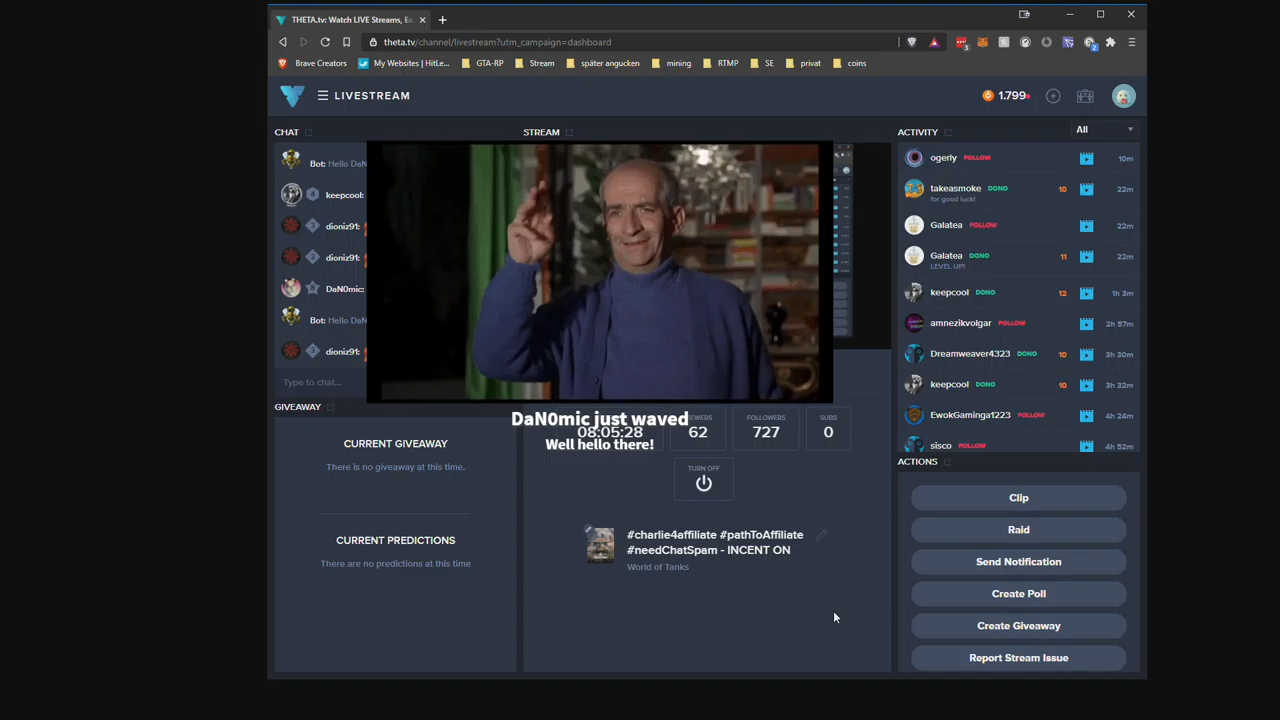 THETA.tv: Watch LIVE Streams, Ea
theta.tv/channel/livestream?utm_campaign=dashboard
3
2
Brave Creators
My Websites | HitLe...
GTA-RP
Stream
später angucken
mining
RTMP
SE
privat
coins
LIVESTREAM
1.799
CHAT
Bot: Hello DaN
keepcool:
dioniz91:
dioniz91:
DaN0mic:
Bot: Hello DaN
dioniz91:
Type to chat...
GIVEAWAY
CURRENT GIVEAWAY
There is no giveaway at this time.
CURRENT PREDICTIONS
There are no predictions at this time
STREAM
DaN0mic just waved
Well hello there!
08:05:28
EWERS
62
FOLLOWERS
727
SUBS
0
TURN OFF
#charlie4affiliate #pathToAffiliate
#needChatSpam - INCENT ON
World of Tanks
ACTIVITY
All
ogerly FOLLOW 10m
takeasmoke DONO 10 22m
for good luck!
Galatea FOLLOW 22m
Galatea DONO 11 22m
LEVEL UP!
keepcool DONO 12 1h 3m
amnezikvolgar FOLLOW 2h 57m
Dreamweaver4323 DONO 10 3h 30m
keepcool DONO 10 3h 32m
EwokGaminga1223 FOLLOW 4h 24m
sisco FOLLOW 4h 52m
ACTIONS
Clip
Raid
Send Notification
Create Poll
Create Giveaway
Report Stream Issue